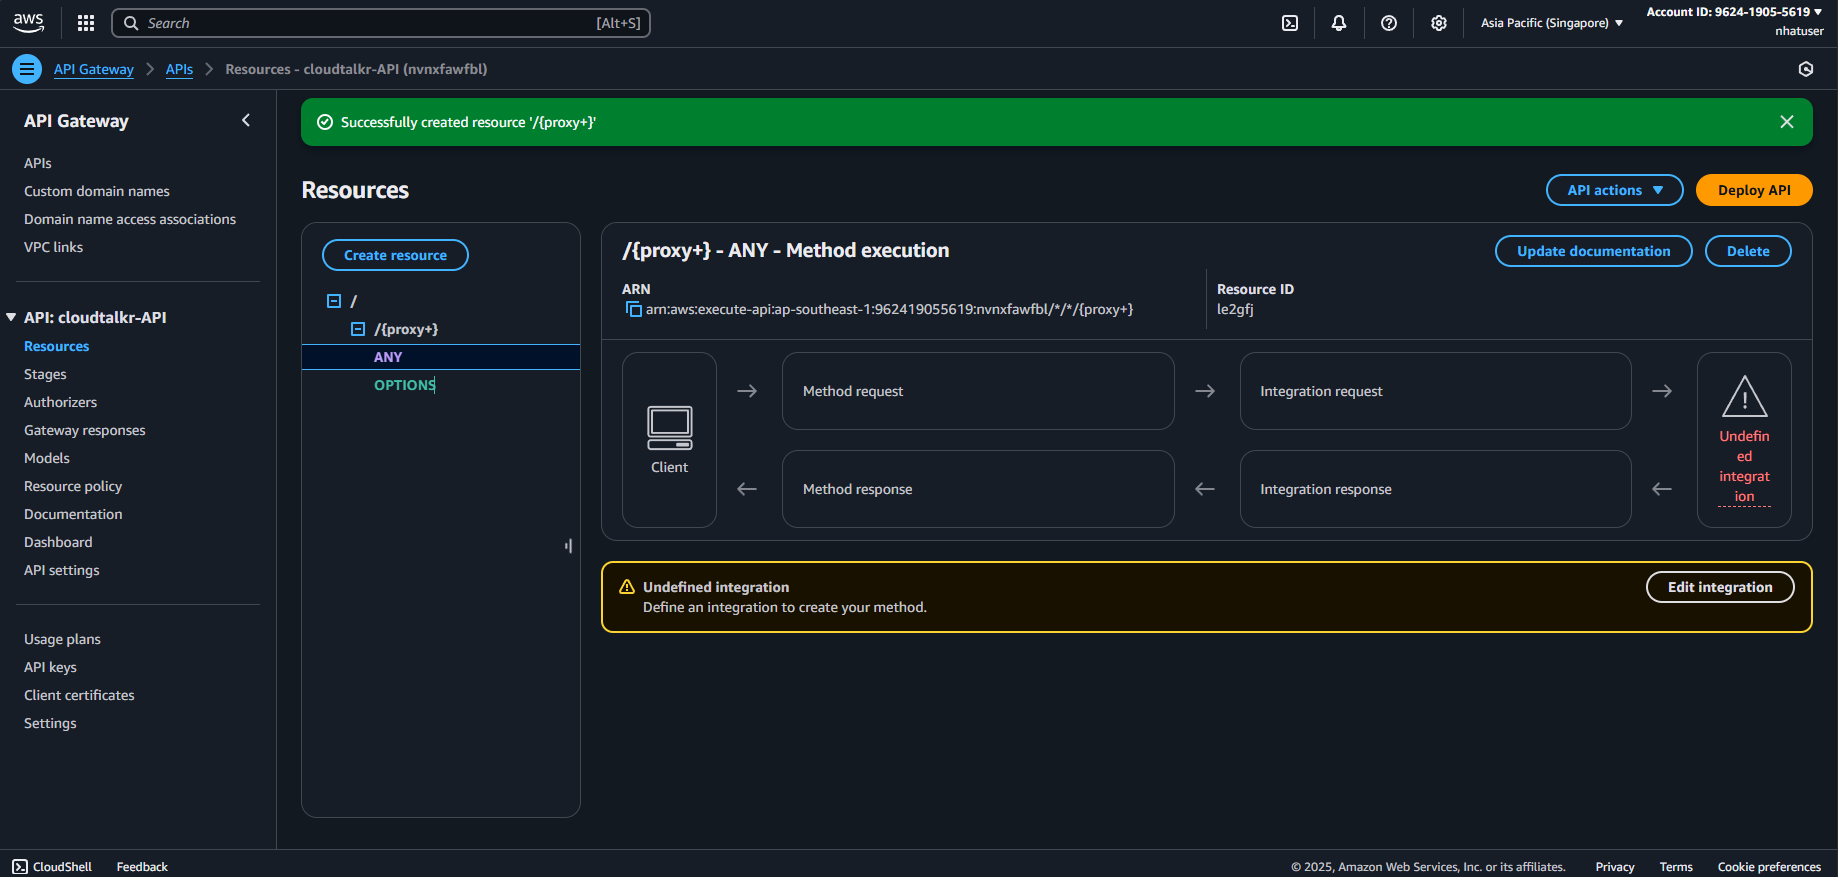 aws
Search
[Alt+S]
Asia Pacific (Singapore)
Account ID: 9624-1905-5619
nhatuser
API Gateway
APIs
Resources - cloudtalkr-API (nvnxfawfbl)
API Gateway
APIs
Custom domain names
Domain name access associations
VPC links
API: cloudtalkr-API
Resources
Stages
Authorizers
Gateway responses
Models
Resource policy
Documentation
Dashboard
API settings
Usage plans
API keys
Client certificates
Settings
Successfully created resource '/{proxy+}'
Resources
API actions
Deploy API
Create resource
/
/{proxy+}
ANY
OPTIONS
/{proxy+} - ANY - Method execution
Update documentation
Delete
ARN
arn:aws:execute-api:ap-southeast-1:962419055619:nvnxfawfbl/*/*/{proxy+}
Resource ID
le2gfj
Client
Method request
Integration request
Method response
Integration response
Undefin
ed
integrat
ion
Undefined integration
Define an integration to create your method.
Edit integration
CloudShell
Feedback
© 2025, Amazon Web Services, Inc. or its affiliates.
Privacy
Terms
Cookie preferences